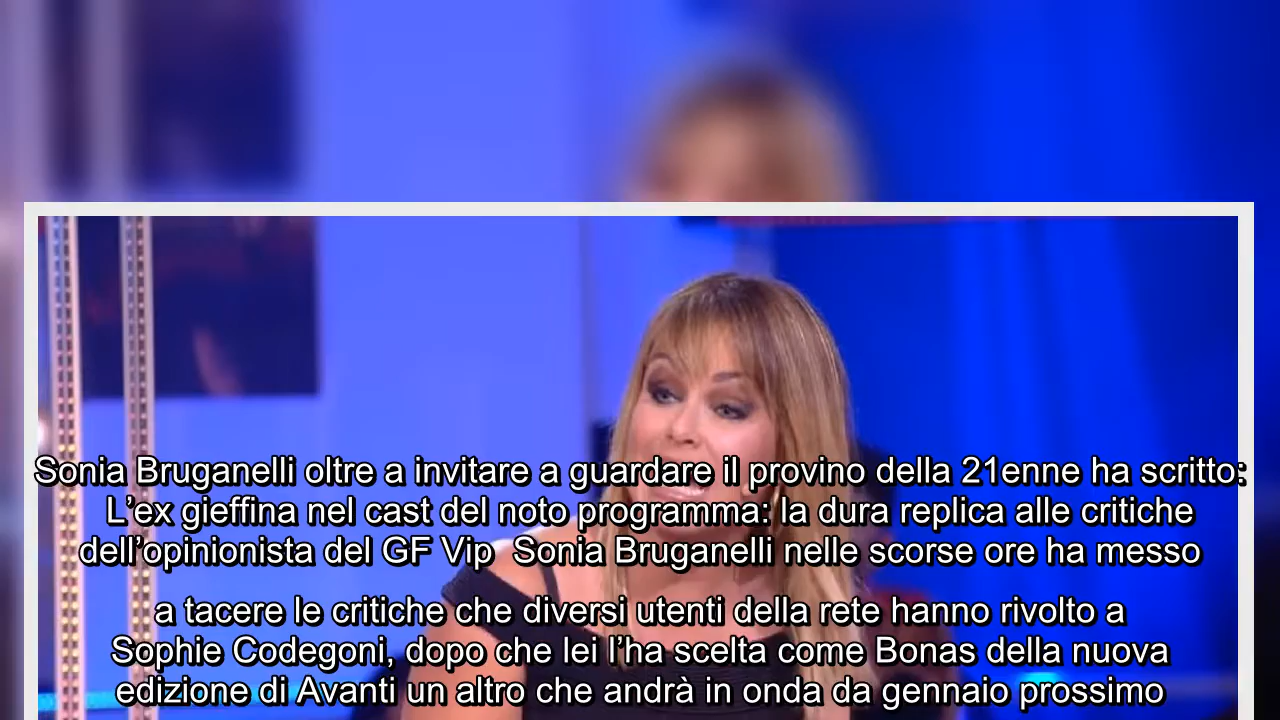 Sonia Bruganelli oltre a invitare a guardare il provino della 21enne ha scritto:
L’ex gieffina nel cast del noto programma: la dura replica alle critiche
dell’opinionista del GF Vip  Sonia Bruganelli nelle scorse ore ha messo
a tacere le critiche che diversi utenti della rete hanno rivolto a
Sophie Codegoni, dopo che lei l’ha scelta come Bonas della nuova
edizione di Avanti un altro che andrà in onda da gennaio prossimo